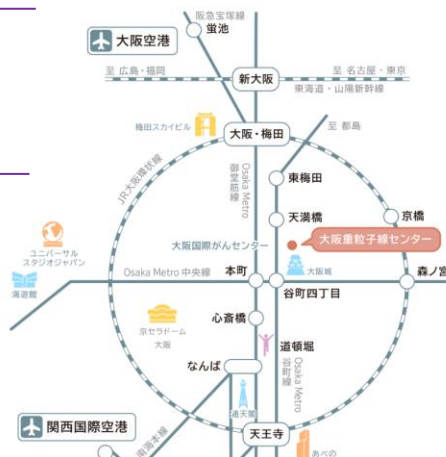 阪急宝塚線
蛍池
大阪空港
至 広島・福岡
新大阪
至 名古屋・東京
東海道・山陽新幹線
梅田スカイビル
大阪・梅田
至 都島
JR大阪環状線
Osaka Metro
御堂筋線
東梅田
天満橋
京橋
大阪国際がんセンター
大阪重粒子線センター
ユニバーサル
スタジオジャパン
海遊館
Osaka Metro 中央線
本町
大阪城
谷町四丁目
森ノ宮
京セラドーム
大阪
心斎橋
道頓堀
なんば
Osaka Metro
谷町線
通天閣
関西国際空港
南海本線
天王寺
あべの